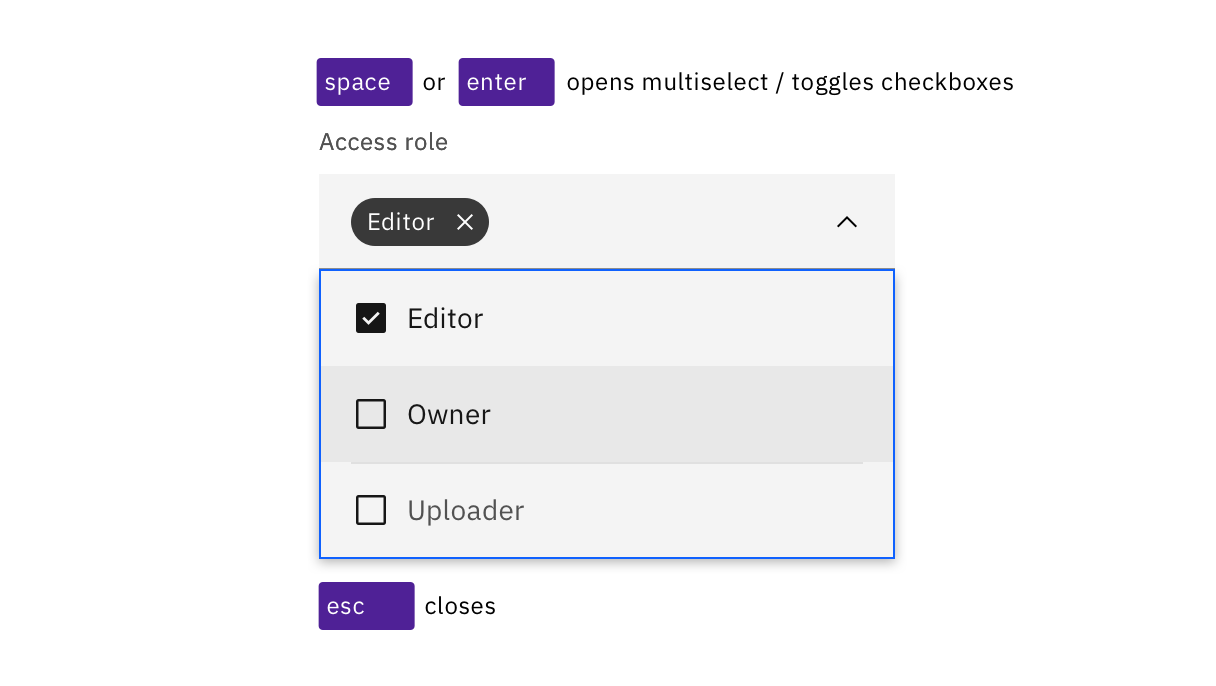 space or enter opens multiselect / toggles checkboxes
Access role
Editor
Editor
Owner
Uploader
esc closes